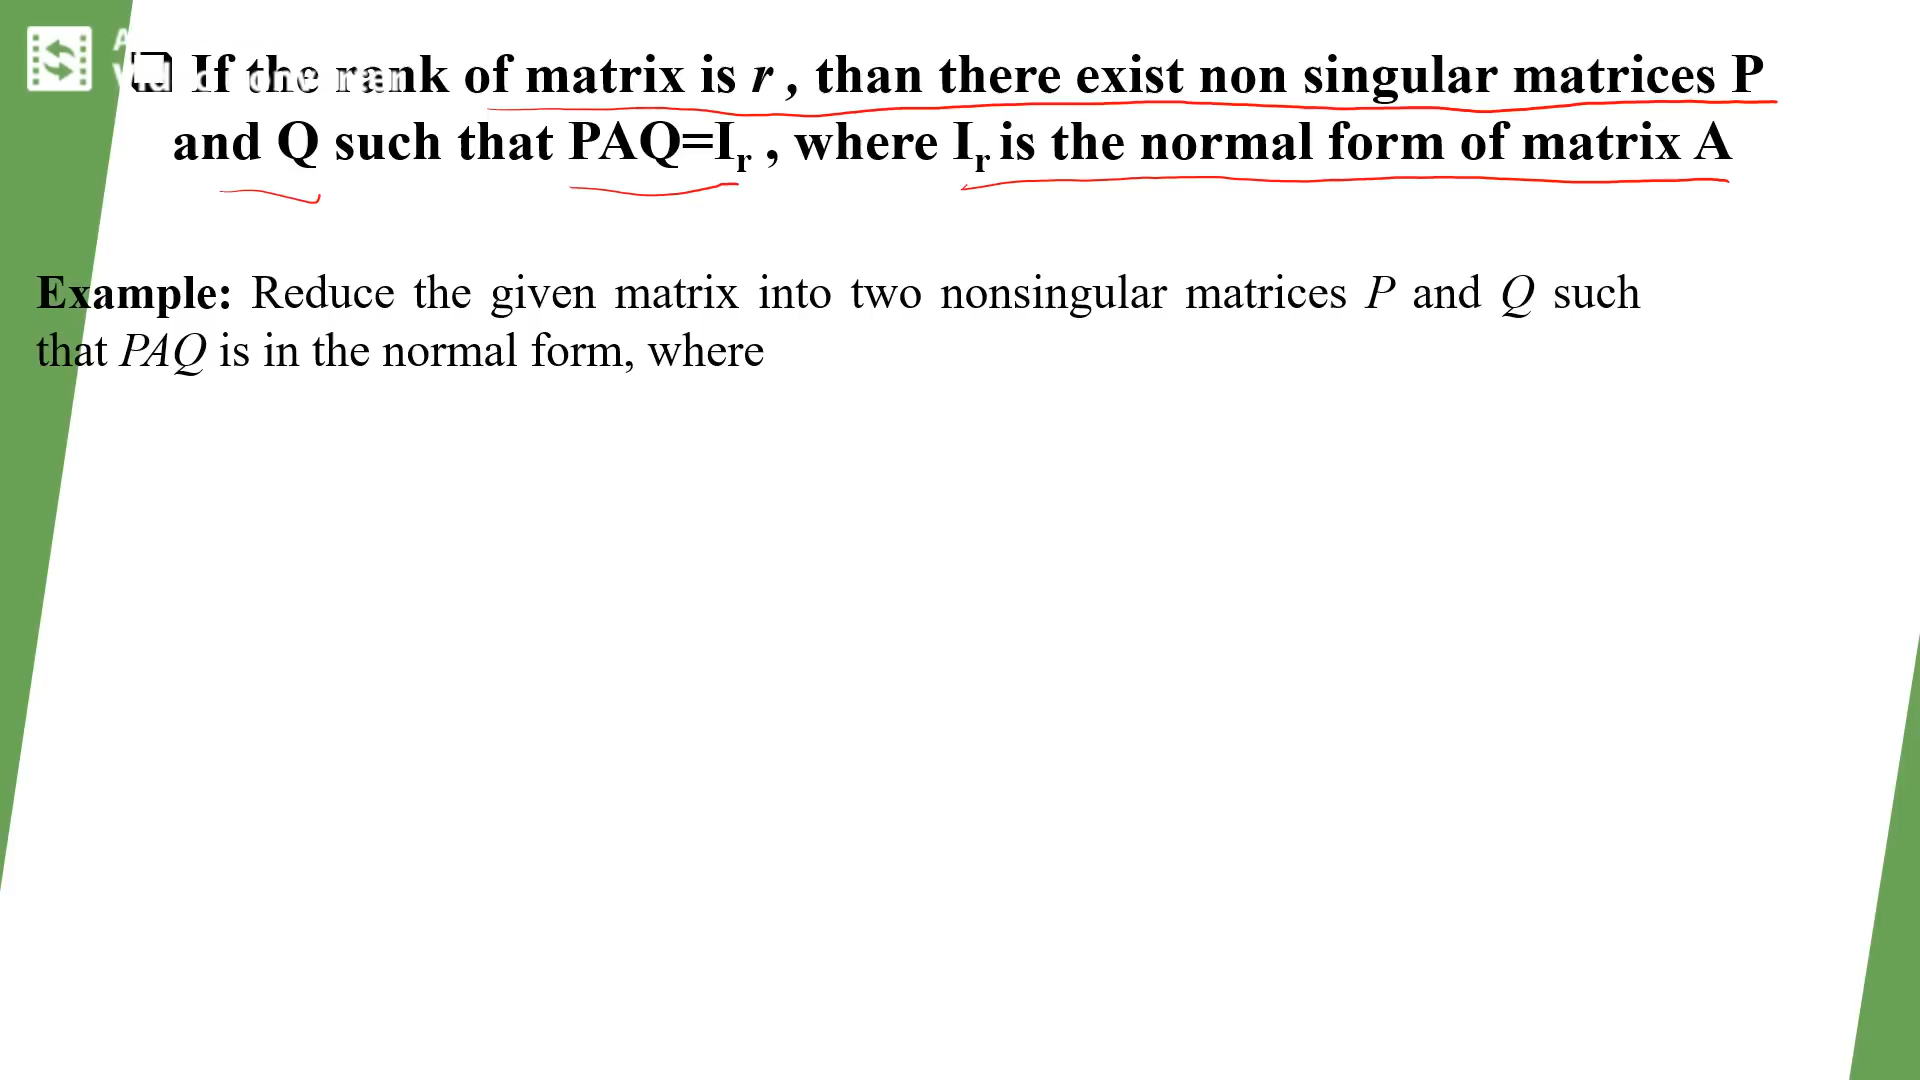 ❑ If the rank of matrix is r , than there exist non singular matrices P
and Q such that PAQ=Iᵣ , where Iᵣ is the normal form of matrix A
Example: Reduce the given matrix into two nonsingular matrices P and Q such
that PAQ is in the normal form, where